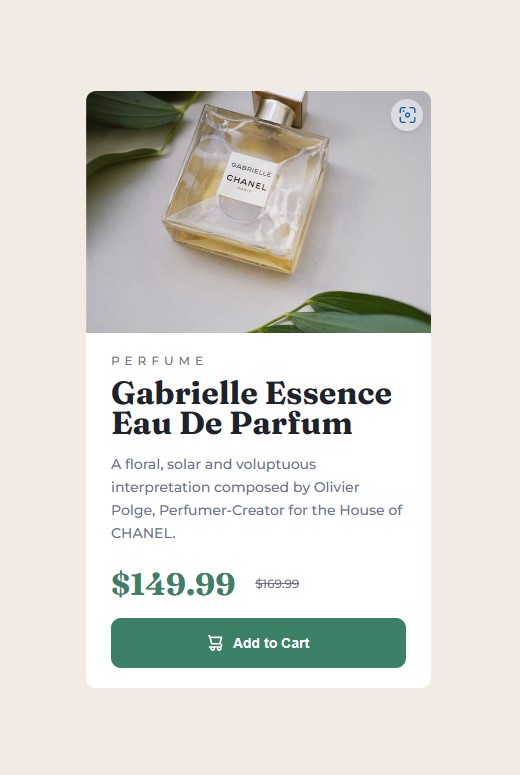 GABRIELLE
CHANEL
PARIS
PERFUME
Gabrielle Essence
Eau De Parfum
A floral, solar and voluptuous
interpretation composed by Olivier
Polge, Perfumer-Creator for the House of
CHANEL.
$149.99 $169.99
Add to Cart